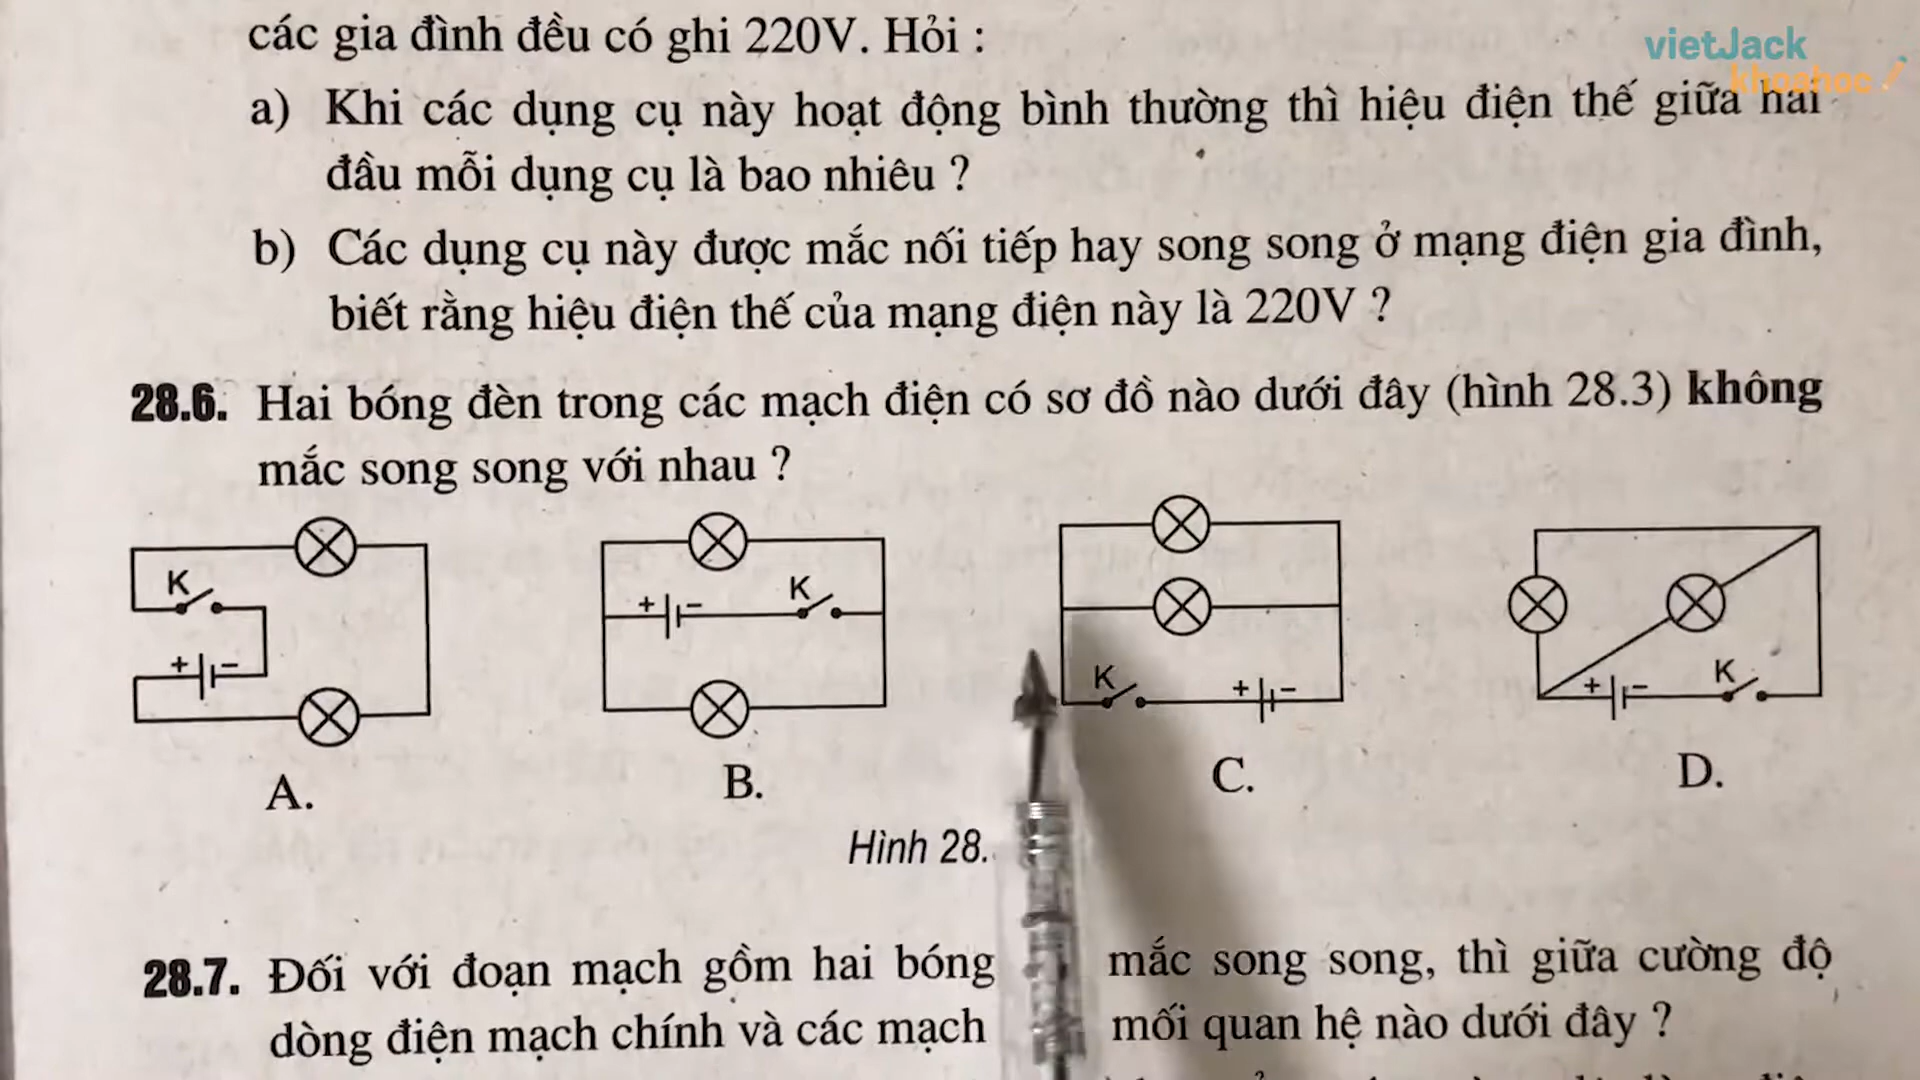 các gia đình đều có ghi 220V. Hỏi :
vietJack
khoahoc
a) Khi các dụng cụ này hoạt động bình thường thì hiệu điện thế giữa hai
đầu mỗi dụng cụ là bao nhiêu ?
b) Các dụng cụ này được mắc nối tiếp hay song song ở mạng điện gia đình,
biết rằng hiệu điện thế của mạng điện này là 220V ?
28.6. Hai bóng đèn trong các mạch điện có sơ đồ nào dưới đây (hình 28.3) không
mắc song song với nhau ?
K
+ −
A.
+ − K
B.
K + −
C.
+ − K
D.
Hình 28.
28.7. Đối với đoạn mạch gồm hai bóng mắc song song, thì giữa cường độ
dòng điện mạch chính và các mạch mối quan hệ nào dưới đây ?